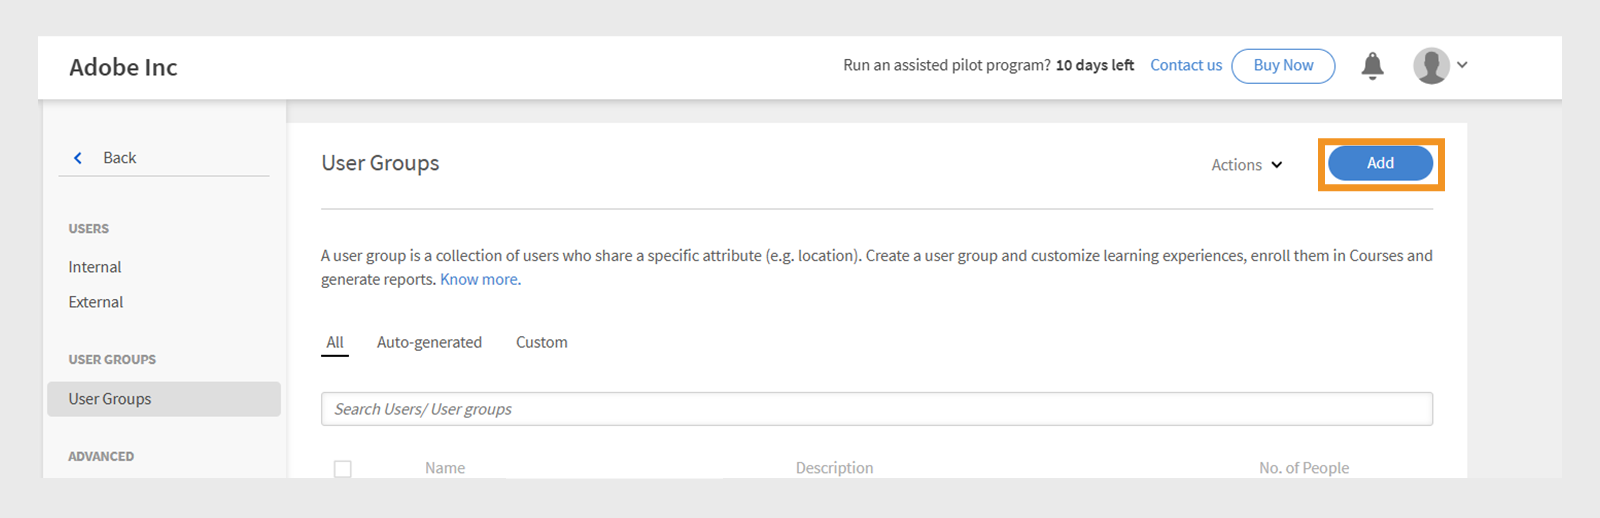 Adobe Inc
Run an assisted pilot program? 10 days left Contact us Buy Now
Back
USERS
Internal
External
USER GROUPS
User Groups
ADVANCED
User Groups
Actions
Add
A user group is a collection of users who share a specific attribute (e.g. location). Create a user group and customize learning experiences, enroll them in Courses and
generate reports. Know more.
All Auto-generated Custom
Search Users/ User groups
Name Description No. of People